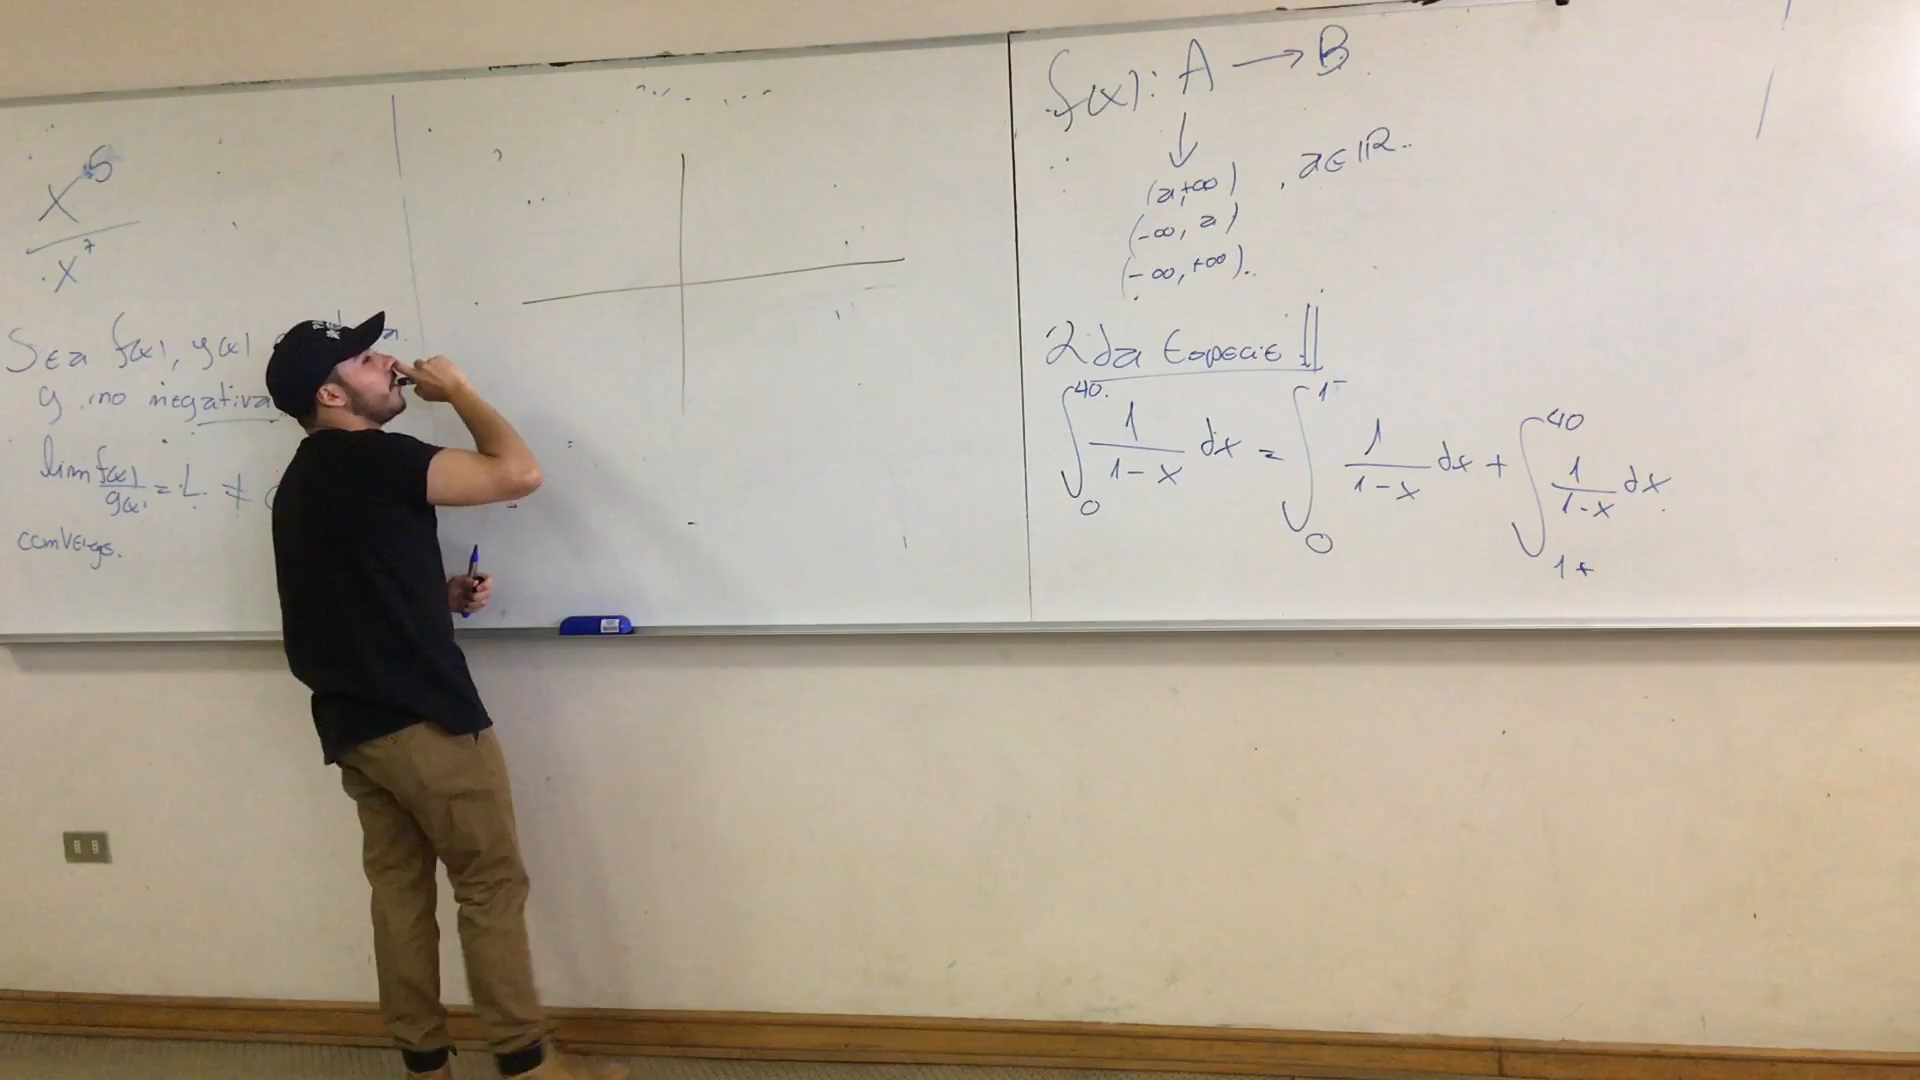 x^5
x^7
Sea f(x), g(x)
g no negativa
lim f(x)/g(x) = L ≠
converge.
f(x): A → B
↓
(a, +∞) , a ∈ ℝ..
(-∞, a)
(-∞, +∞).
2da Especie !!
∫_0^40 1/(1-x) dx = ∫_0^1⁻ 1/(1-x) dx + ∫_1+^40 1/(1-x) dx.